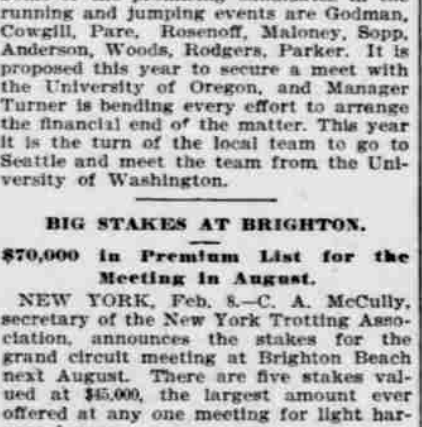 running and jumping events are Godman,
Cowgill, Pare, Rosenoff, Maloney, Sopp,
Anderson, Woods, Rodgers, Parker. It is
proposed this year to secure a meet with
the University of Oregon, and Manager
Turner is bending every effort to arrange
the financial end of the matter. This year
it is the turn of the local team to go to
Seattle and meet the team from the Uni-
versity of Washington.
BIG STAKES AT BRIGHTON.
$70,000 in Premium List for the
Meeting in August.
NEW YORK, Feb. 8.—C. A. McCully,
secretary of the New York Trotting Asso-
ciation, announces the stakes for the
grand circuit meeting at Brighton Beach
next August. There are five stakes val-
ued at $45,000, the largest amount ever
offered at any one meeting for light har-